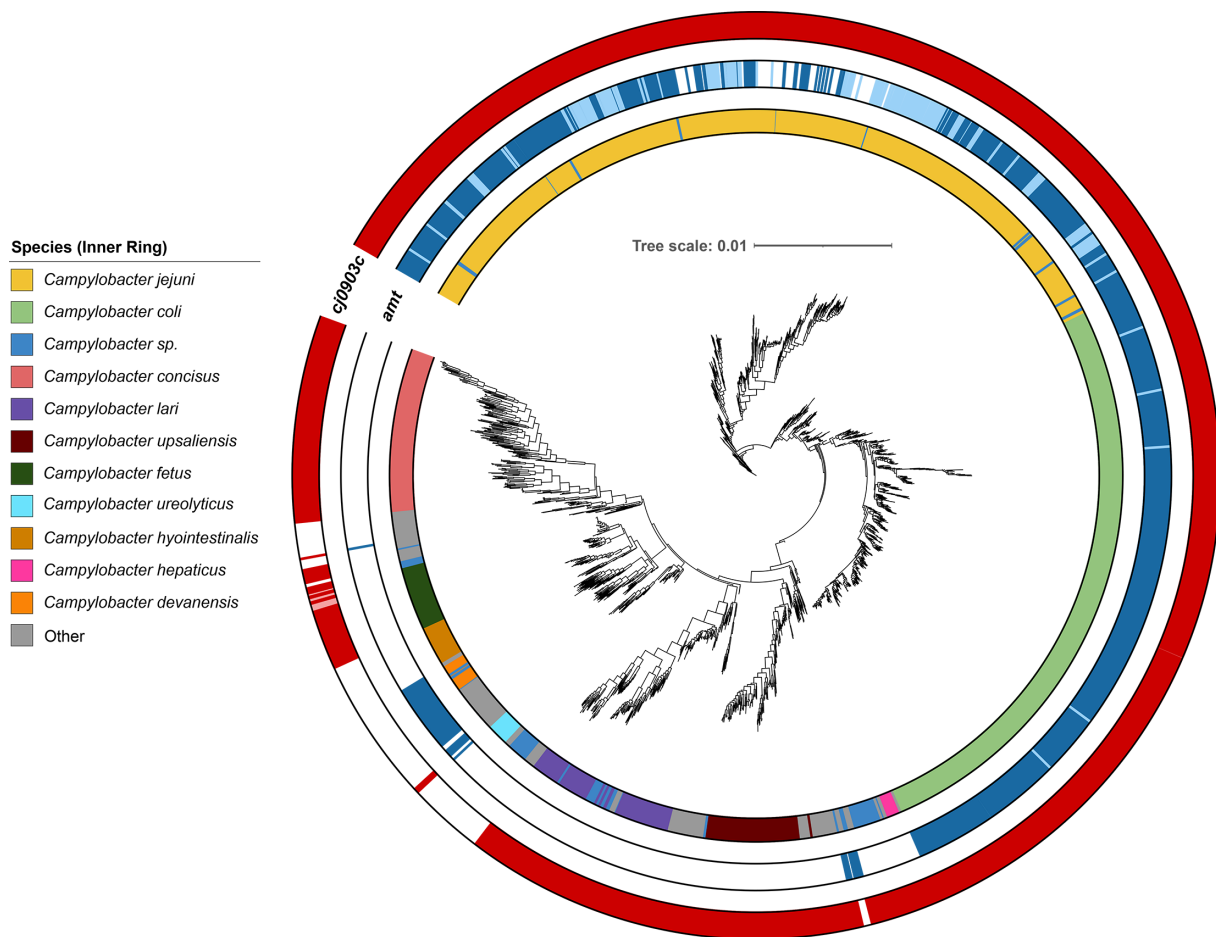 cj0903c
amt
Tree scale: 0.01
Species (Inner Ring)
Campylobacter jejuni
Campylobacter coli
Campylobacter sp.
Campylobacter concisus
Campylobacter lari
Campylobacter upsaliensis
Campylobacter fetus
Campylobacter ureolyticus
Campylobacter hyointestinalis
Campylobacter hepaticus
Campylobacter devanensis
Other